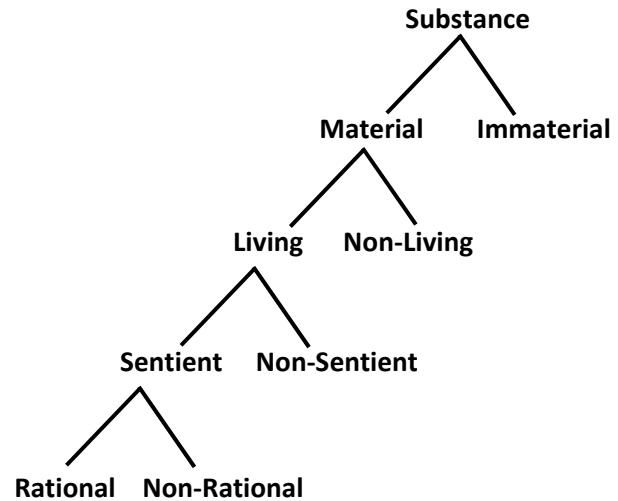 Substance
Material Immaterial
Living Non-Living
Sentient Non-Sentient
Rational Non-Rational